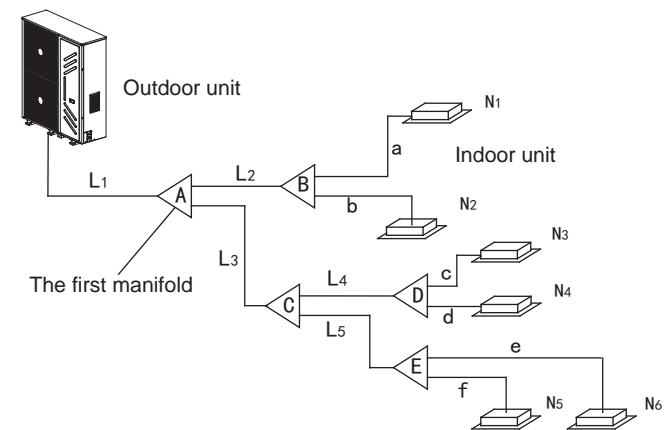 Outdoor unit
N1
a
Indoor unit
L1
L2
A
B
b
N2
L3
N3
The first manifold
L4
c
C
D
N4
d
L5
e
E
f
N5
N6